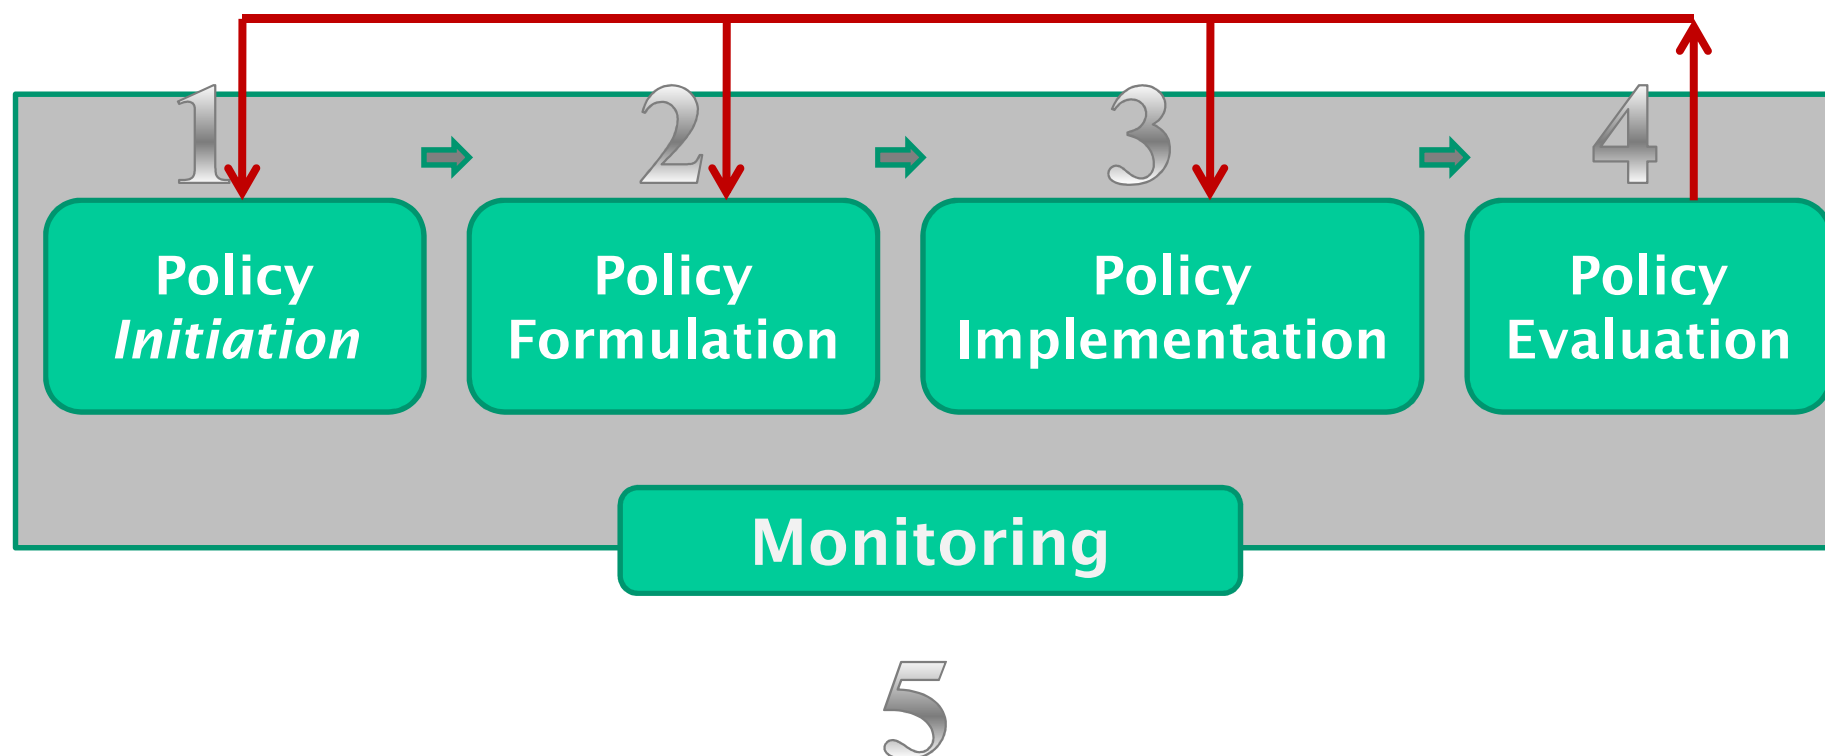 1
2
3
4
Policy
Initiation
Policy
Formulation
Policy
Implementation
Policy
Evaluation
Monitoring
5